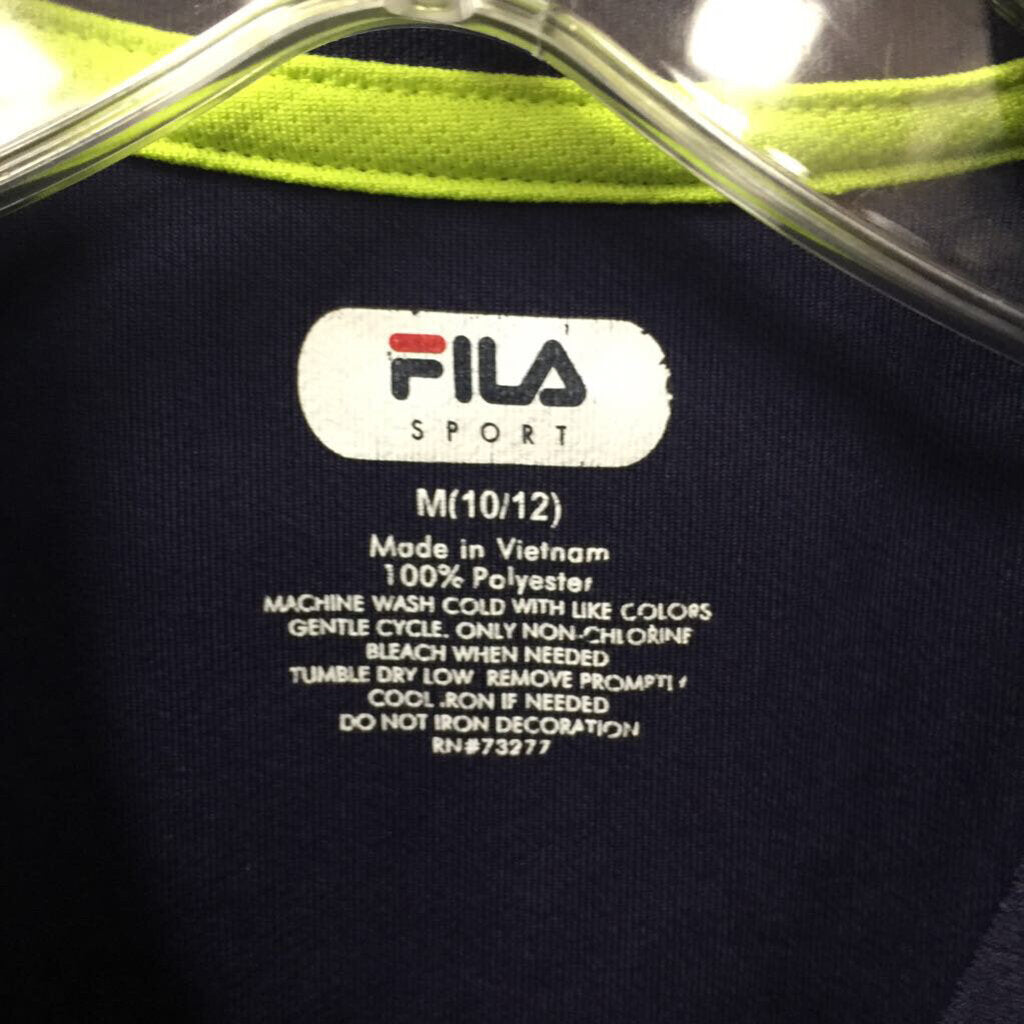 FILA
SPORT
M(10/12)
Made in Vietnam
100% Polyester
MACHINE WASH COLD WITH LIKE COLORS
GENTLE CYCLE. ONLY NON-CHLORINE
BLEACH WHEN NEEDED
TUMBLE DRY LOW REMOVE PROMPTLY
COOL IRON IF NEEDED
DO NOT IRON DECORATION
RN#73277